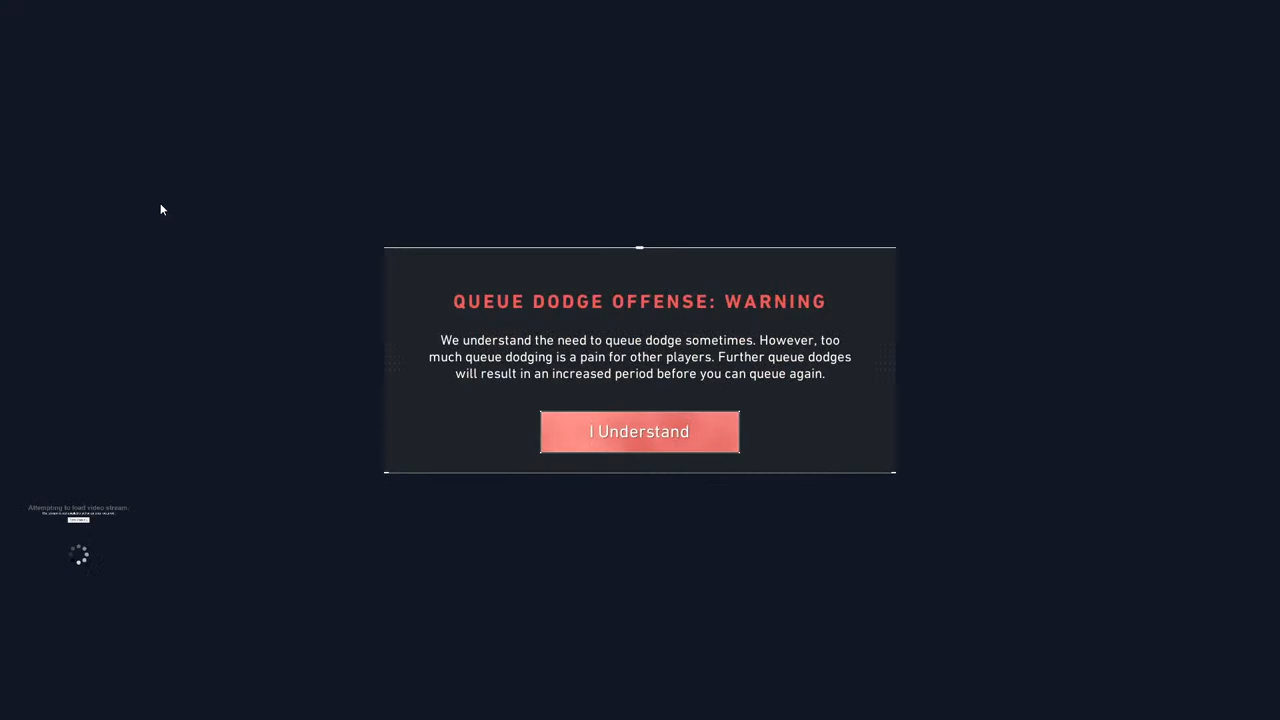 QUEUE DODGE OFFENSE: WARNING
We understand the need to queue dodge sometimes. However, too
much queue dodging is a pain for other players. Further queue dodges
will result in an increased period before you can queue again.
I Understand
Attempting to load video stream.